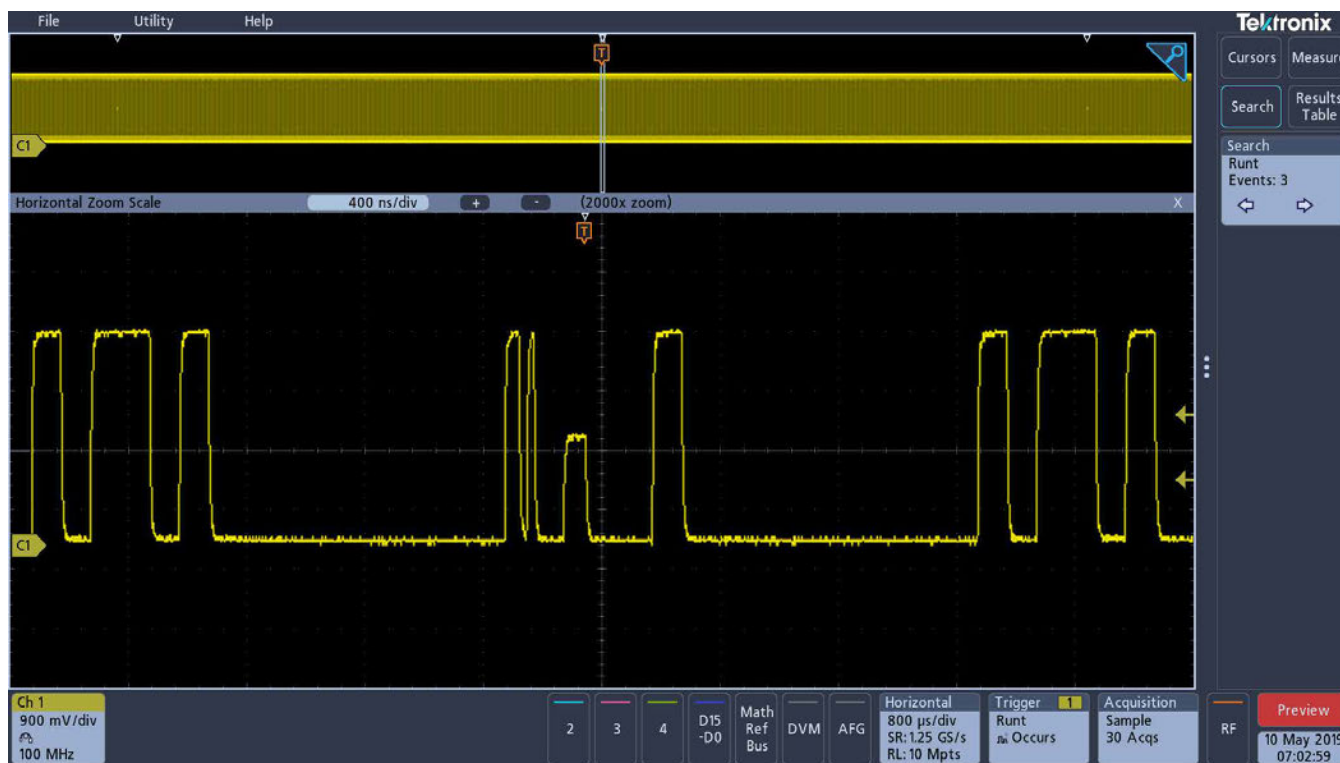 File Utility Help
Tektronix
Cursors Measure
Search Results
Table
T
C1
Search
Runt
Events: 3
Horizontal Zoom Scale 400 ns/div + - (2000x zoom) X
T
C1
Ch 1
900 mV/div
100 MHz
2 3 4
D15
-D0
Math
Ref
Bus
DVM AFG
Horizontal
800 µs/div
SR: 1.25 GS/s
RL: 10 Mpts
Trigger 1
Runt
Occurs
Acquisition
Sample
30 Acqs
RF
Preview
10 May 2019
07:02:59